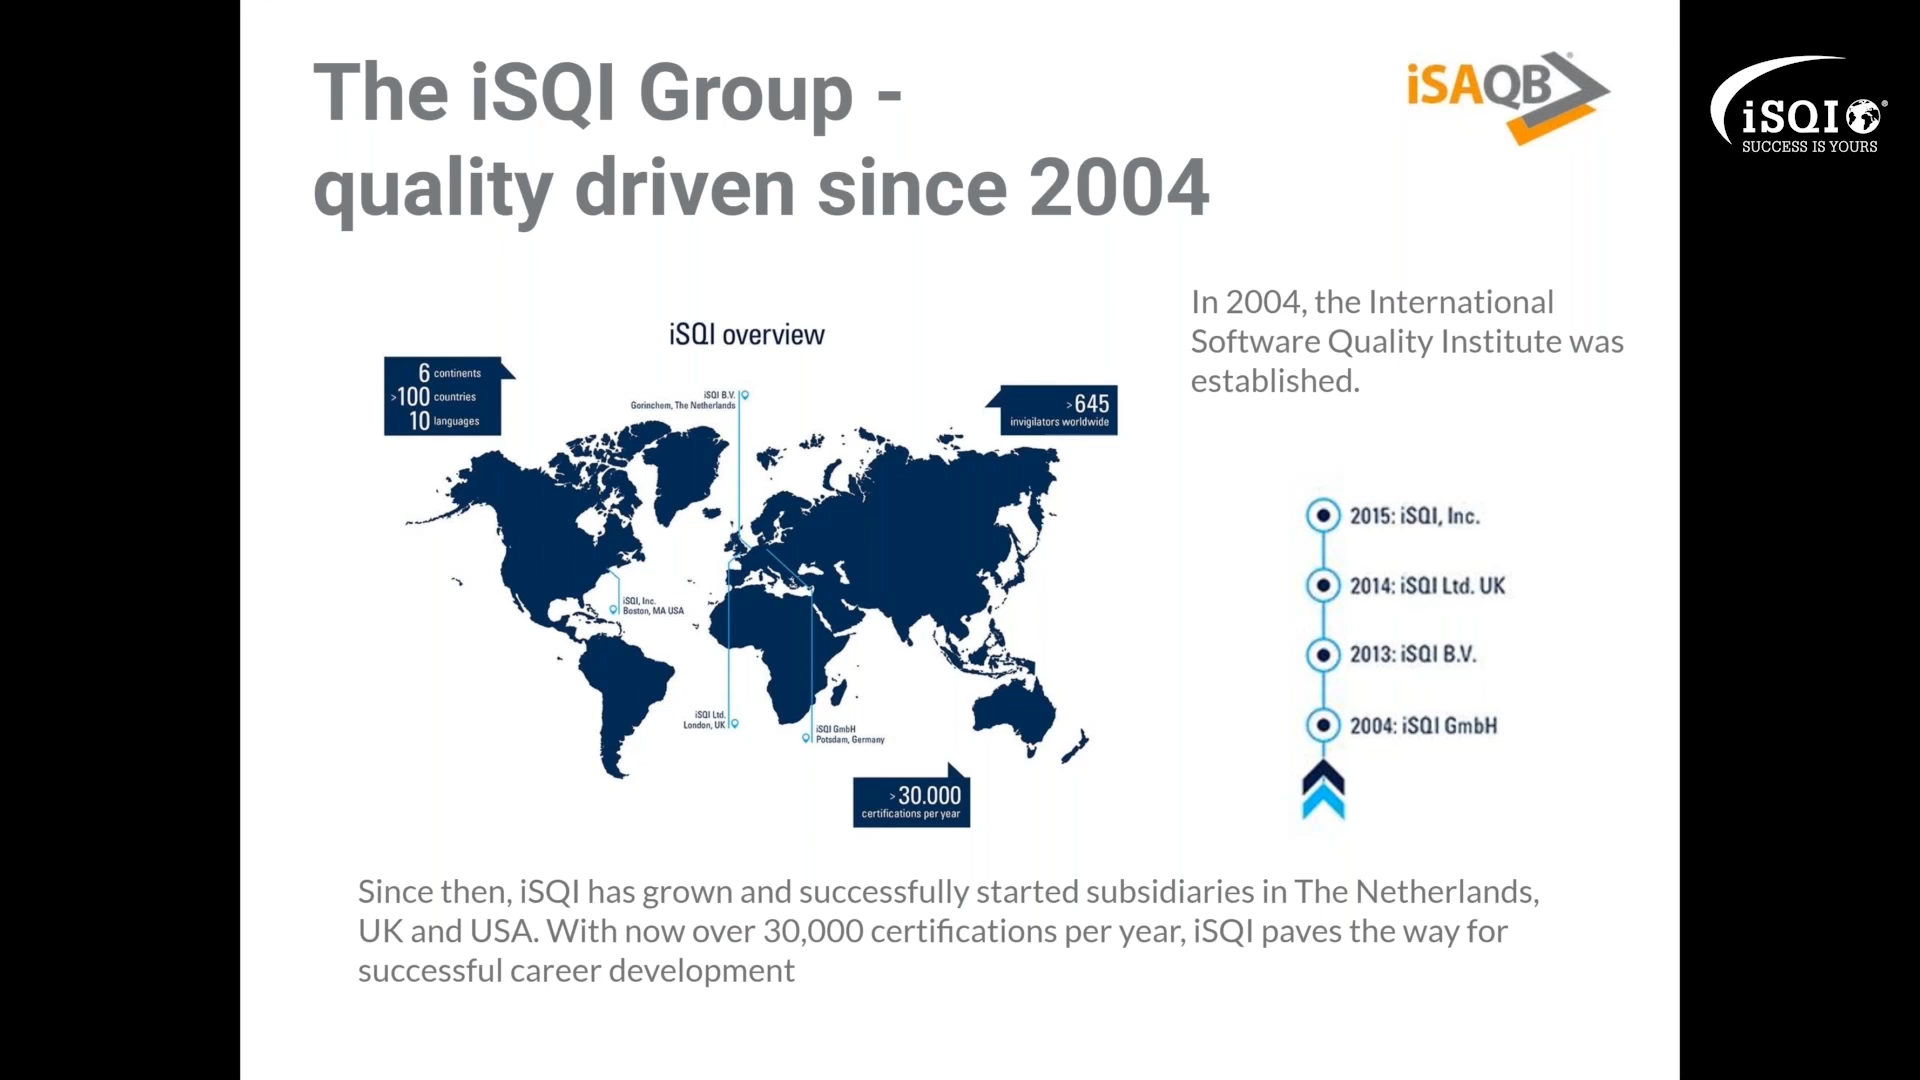 The iSQI Group -
quality driven since 2004
iSAQB
iSQI
SUCCESS IS YOURS
In 2004, the International
Software Quality Institute was
established.
iSQI overview
6 continents
>100 countries
10 languages
iSQI B.V.
Gorinchem, The Netherlands
>645
invigilators worldwide
iSQI, Inc.
Boston, MA USA
iSQI Ltd.
London, UK
iSQI GmbH
Potsdam, Germany
>30.000
certifications per year
2015: iSQI, Inc.
2014: iSQI Ltd. UK
2013: iSQI B.V.
2004: iSQI GmbH
Since then, iSQI has grown and successfully started subsidiaries in The Netherlands,
UK and USA. With now over 30,000 certifications per year, iSQI paves the way for
successful career development